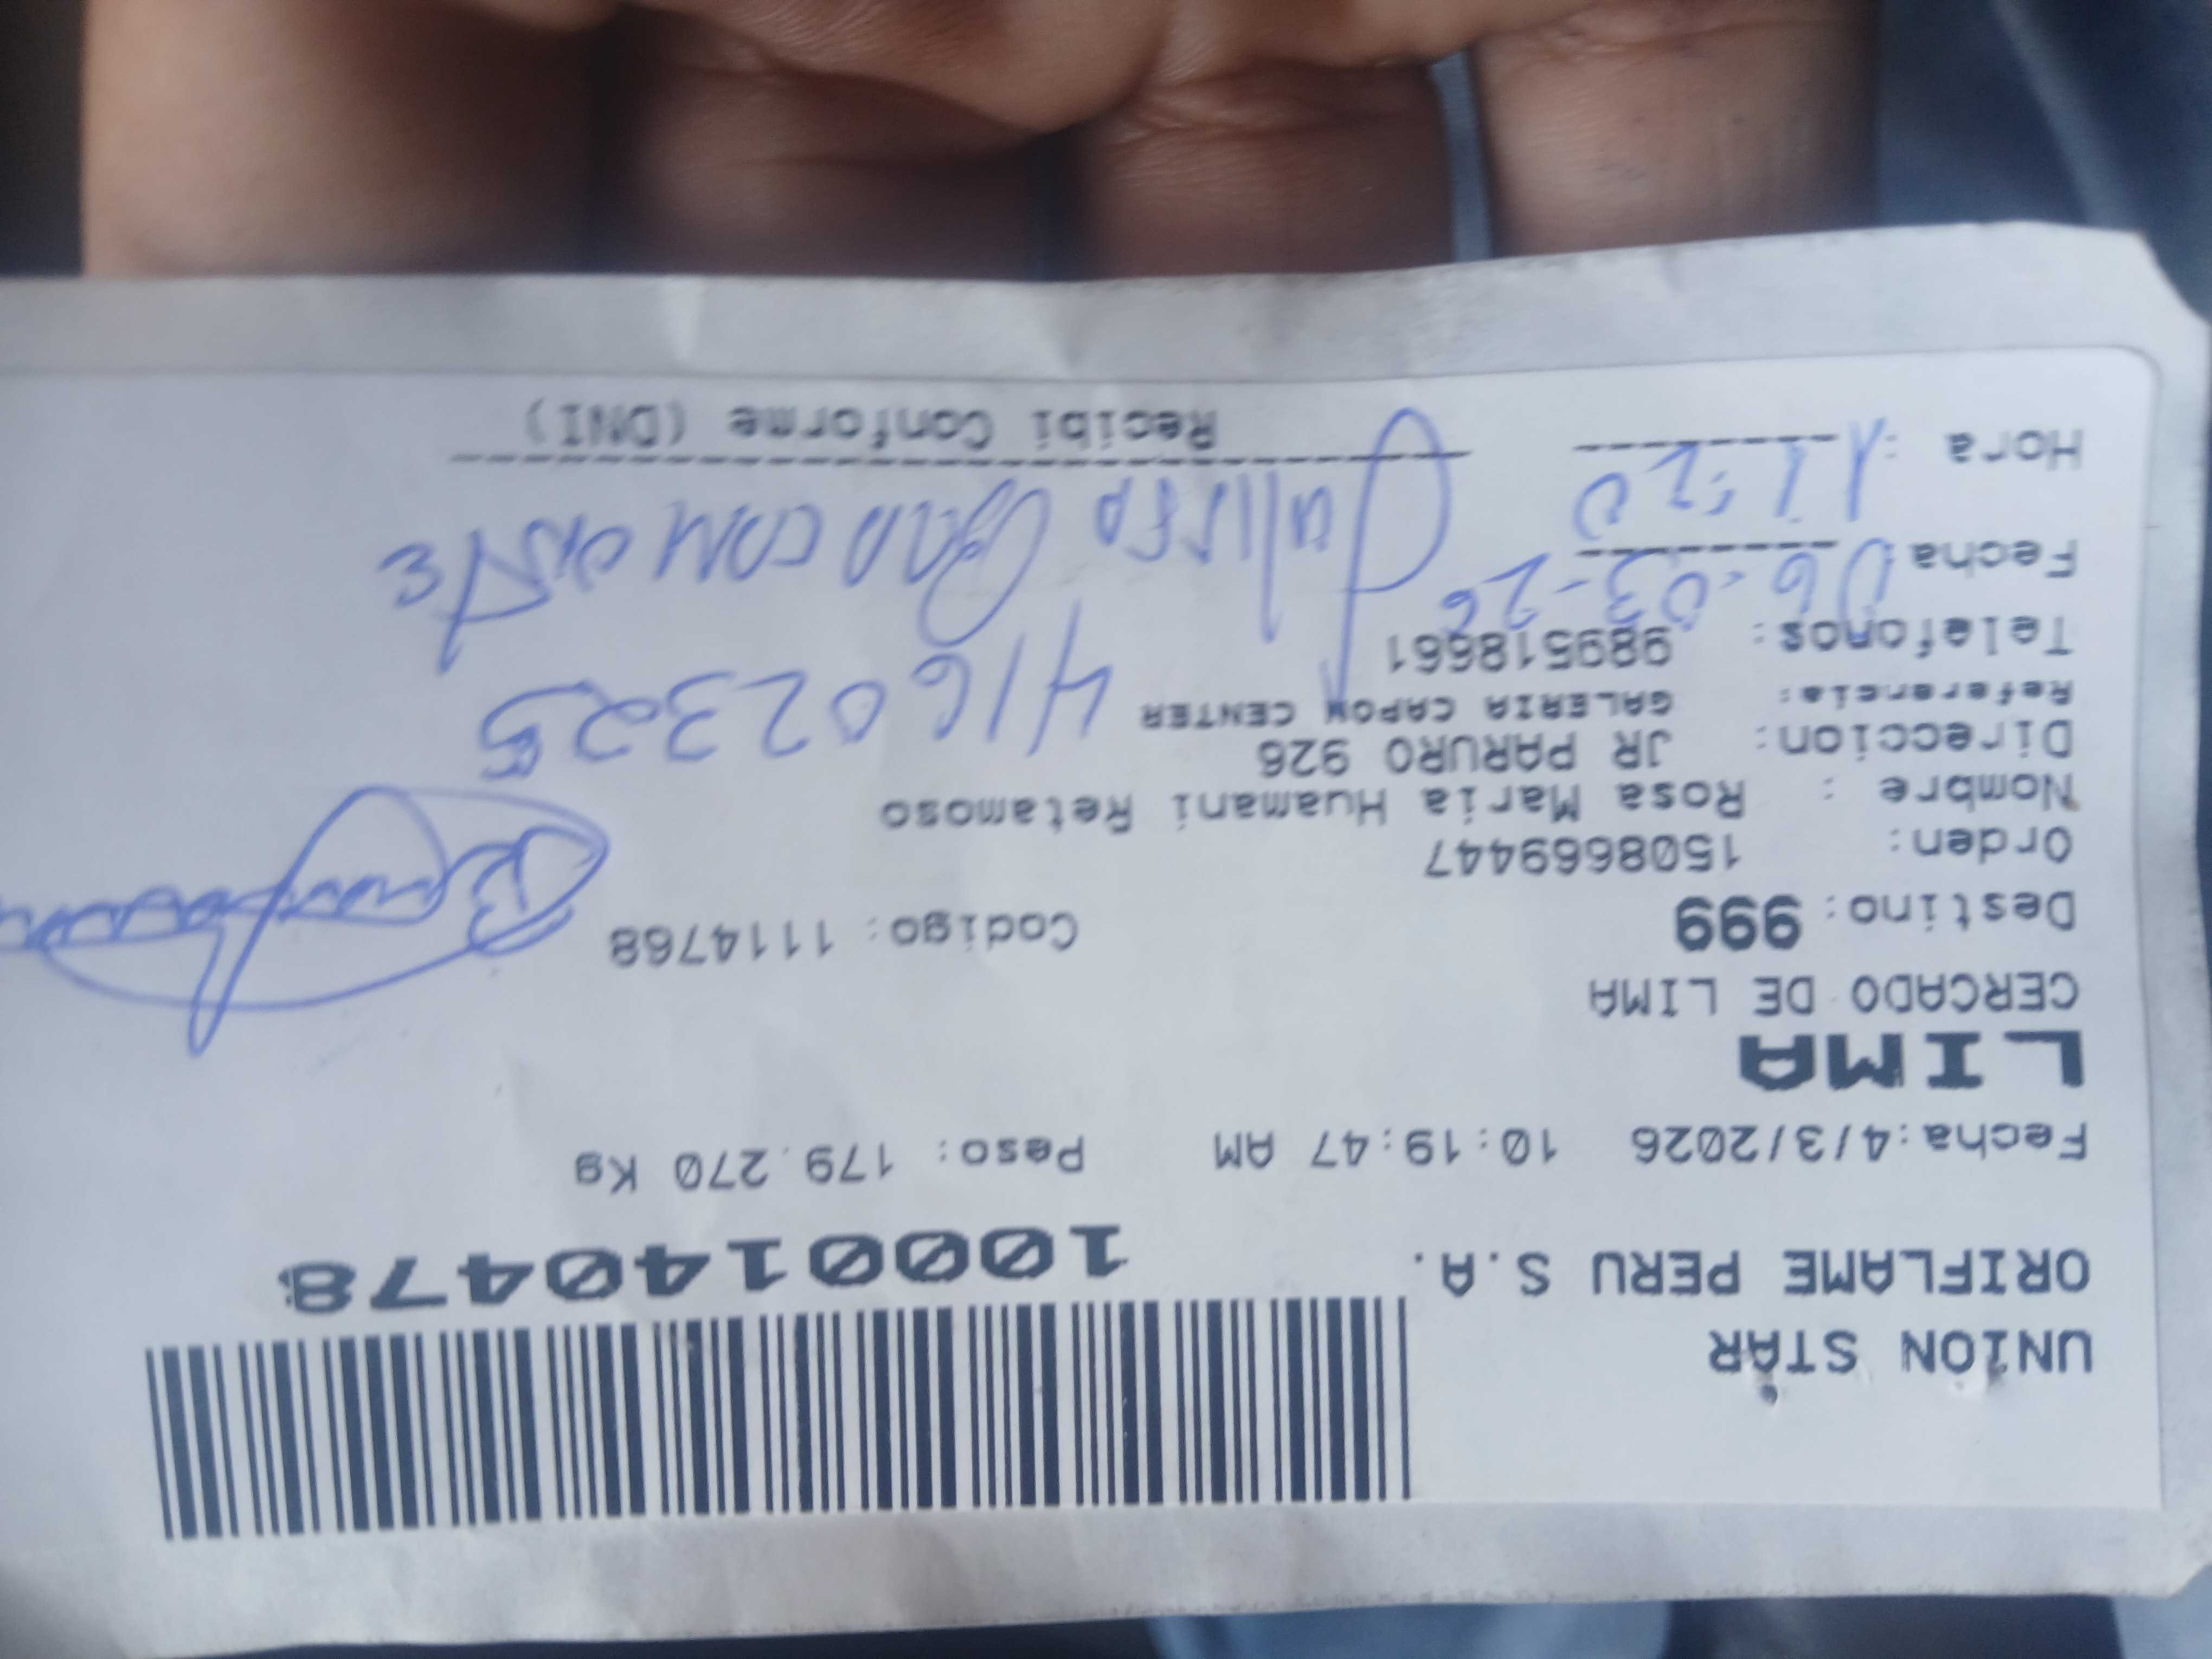 UNION STAR
ORIFLAME PERU S.A.
1000140478
Fecha:4/3/2026 10:19:47 AM Peso: 179.270 Kg
LIMA
CERCADO DE LIMA
Destino: 999 Codigo: 1114768
Orden: 1508669447
Nombre : Rosa Maria Huamani Retamoso
Direccion: JR PARURO 926
Referencia: GALERIA CAPON CENTER
41602325
Telefonos: 989518661
Fecha: 06-03-26
Hora : 11:20
Recibi Conforme (DNI)